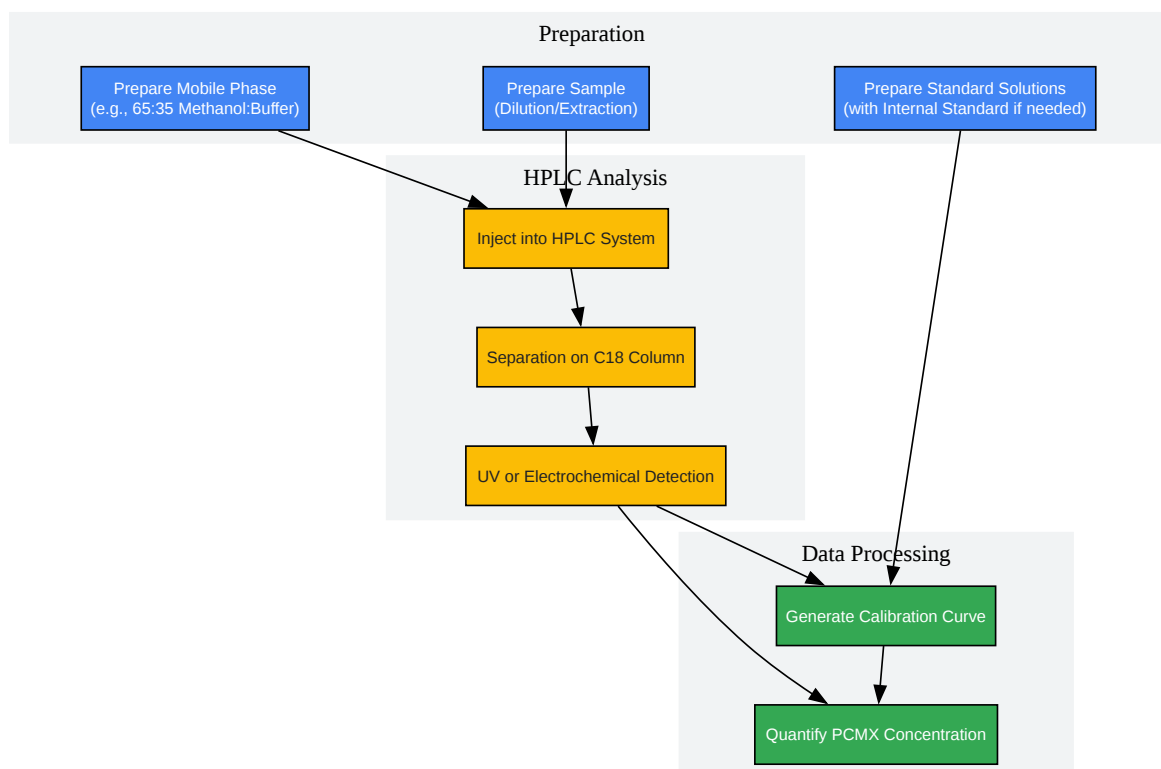 Preparation
Prepare Mobile Phase
(e.g., 65:35 Methanol:Buffer)
Prepare Sample
(Dilution/Extraction)
Prepare Standard Solutions
(with Internal Standard if needed)
HPLC Analysis
Inject into HPLC System
Separation on C18 Column
UV or Electrochemical Detection
Data Processing
Generate Calibration Curve
Quantify PCMX Concentration